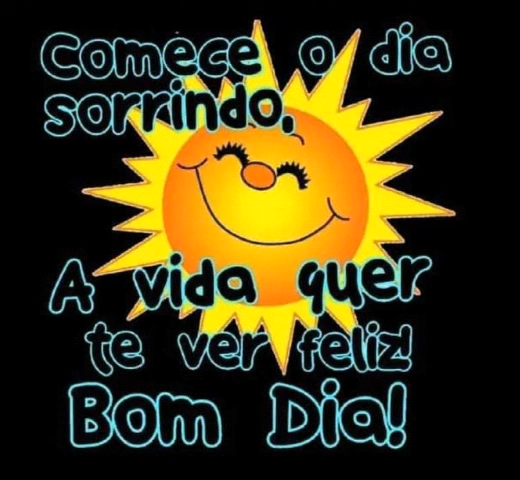 Comece o dia
sorrindo,
A vida quer
te ver feliz!
Bom Dia!